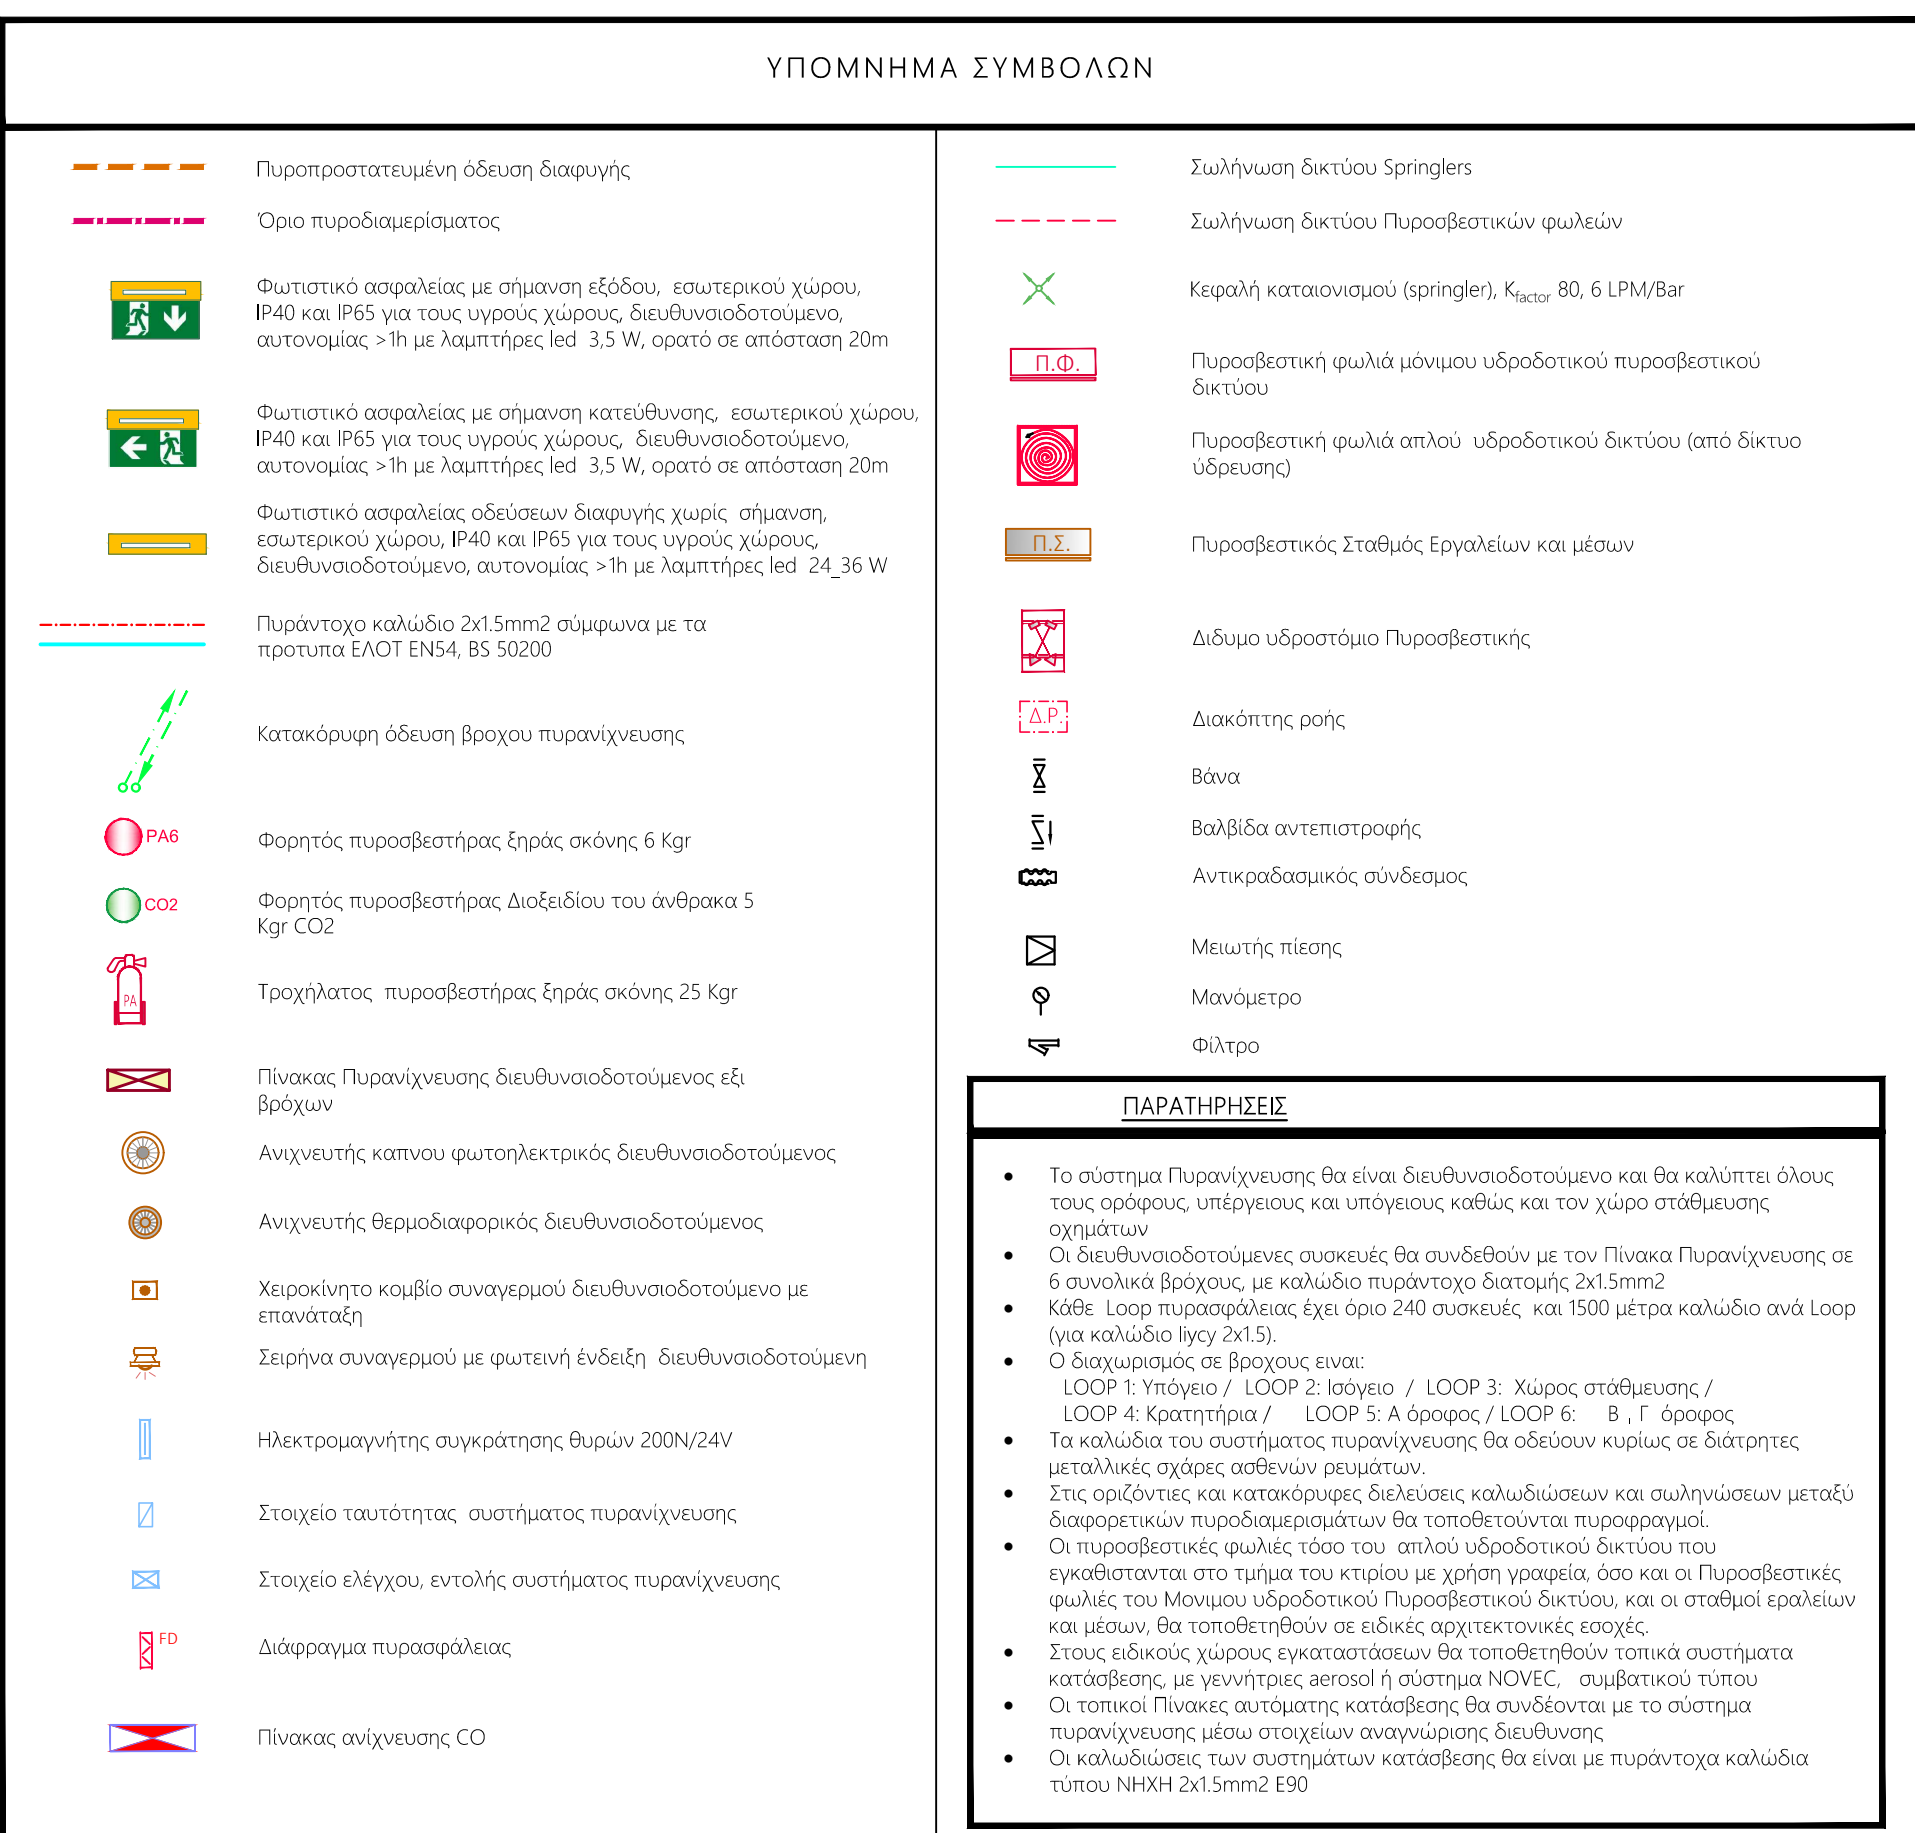 ΥΠΟΜΝΗΜΑ ΣΥΜΒΟΛΩΝ
Πυροπροστατευμένη όδευση διαφυγής
Όριο πυροδιαμερίσματος
Φωτιστικό ασφαλείας με σήμανση εξόδου, εσωτερικού χώρου,
IP40 και IP65 για τους υγρούς χώρους, διευθυνσιοδοτούμενο,
αυτονομίας >1h με λαμπτήρες led 3,5 W, ορατό σε απόσταση 20m
Φωτιστικό ασφαλείας με σήμανση κατεύθυνσης, εσωτερικού χώρου,
IP40 και IP65 για τους υγρούς χώρους, διευθυνσιοδοτούμενο,
αυτονομίας >1h με λαμπτήρες led 3,5 W, ορατό σε απόσταση 20m
Φωτιστικό ασφαλείας οδεύσεων διαφυγής χωρίς σήμανση,
εσωτερικού χώρου, IP40 και IP65 για τους υγρούς χώρους,
διευθυνσιοδοτούμενο, αυτονομίας >1h με λαμπτήρες led 24_36 W
Πυράντοχο καλώδιο 2x1.5mm2 σύμφωνα με τα
προτυπα ΕΛΟΤ EN54, BS 50200
Κατακόρυφη όδευση βροχου πυρανίχνευσης
PA6
Φορητός πυροσβεστήρας ξηράς σκόνης 6 Kgr
CO2
Φορητός πυροσβεστήρας Διοξειδίου του άνθρακα 5
Kgr CO2
PA
Τροχήλατος πυροσβεστήρας ξηράς σκόνης 25 Kgr
Πίνακας Πυρανίχνευσης διευθυνσιοδοτούμενος εξι
βρόχων
Ανιχνευτής καπνου φωτοηλεκτρικός διευθυνσιοδοτούμενος
Ανιχνευτής θερμοδιαφορικός διευθυνσιοδοτούμενος
Χειροκίνητο κομβίο συναγερμού διευθυνσιοδοτούμενο με
επανάταξη
Σειρήνα συναγερμού με φωτεινή ένδειξη διευθυνσιοδοτούμενη
Ηλεκτρομαγνήτης συγκράτησης θυρών 200N/24V
Στοιχείο ταυτότητας συστήματος πυρανίχνευσης
Στοιχείο ελέγχου, εντολής συστήματος πυρανίχνευσης
FD
Διάφραγμα πυρασφάλειας
Πίνακας ανίχνευσης CO
Σωλήνωση δικτύου Springlers
Σωλήνωση δικτύου Πυροσβεστικών φωλεών
Κεφαλή καταιονισμού (springler), Kfactor 80, 6 LPM/Bar
Π.Φ.
Πυροσβεστική φωλιά μόνιμου υδροδοτικού πυροσβεστικού
δικτύου
Πυροσβεστική φωλιά απλού υδροδοτικού δικτύου (από δίκτυο
ύδρευσης)
Π.Σ.
Πυροσβεστικός Σταθμός Εργαλείων και μέσων
Διδυμο υδροστόμιο Πυροσβεστικής
Δ.Ρ.
Διακόπτης ροής
Βάνα
Βαλβίδα αντεπιστροφής
Αντικραδασμικός σύνδεσμος
Μειωτής πίεσης
Μανόμετρο
Φίλτρο
ΠΑΡΑΤΗΡΗΣΕΙΣ
• Το σύστημα Πυρανίχνευσης θα είναι διευθυνσιοδοτούμενο και θα καλύπτει όλους
τους ορόφους, υπέργειους και υπόγειους καθώς και τον χώρο στάθμευσης
οχημάτων
• Οι διευθυνσιοδοτούμενες συσκευές θα συνδεθούν με τον Πίνακα Πυρανίχνευσης σε
6 συνολικά βρόχους, με καλώδιο πυράντοχο διατομής 2x1.5mm2
• Κάθε Loop πυρασφάλειας έχει όριο 240 συσκευές και 1500 μέτρα καλώδιο ανά Loop
(για καλώδιο liycy 2x1.5).
• Ο διαχωρισμός σε βροχους ειναι:
LOOP 1: Υπόγειο / LOOP 2: Ισόγειο / LOOP 3: Χώρος στάθμευσης /
LOOP 4: Κρατητήρια / LOOP 5: Α όροφος / LOOP 6: Β , Γ όροφος
• Τα καλώδια του συστήματος πυρανίχνευσης θα οδεύουν κυρίως σε διάτρητες
μεταλλικές σχάρες ασθενών ρευμάτων.
• Στις οριζόντιες και κατακόρυφες διελεύσεις καλωδιώσεων και σωληνώσεων μεταξύ
διαφορετικών πυροδιαμερισμάτων θα τοποθετούνται πυροφραγμοί.
• Οι πυροσβεστικές φωλιές τόσο του απλού υδροδοτικού δικτύου που
εγκαθιστανται στο τμήμα του κτιρίου με χρήση γραφεία, όσο και οι Πυροσβεστικές
φωλιές του Μονιμου υδροδοτικού Πυροσβεστικού δικτύου, και οι σταθμοί εραλείων
και μέσων, θα τοποθετηθούν σε ειδικές αρχιτεκτονικές εσοχές.
• Στους ειδικούς χώρους εγκαταστάσεων θα τοποθετηθούν τοπικά συστήματα
κατάσβεσης, με γεννήτριες aerosol ή σύστημα NOVEC, συμβατικού τύπου
• Οι τοπικοί Πίνακες αυτόματης κατάσβεσης θα συνδέονται με το σύστημα
πυρανίχνευσης μέσω στοιχείων αναγνώρισης διευθυνσης
• Οι καλωδιώσεις των συστημάτων κατάσβεσης θα είναι με πυράντοχα καλώδια
τύπου NHXH 2x1.5mm2 E90